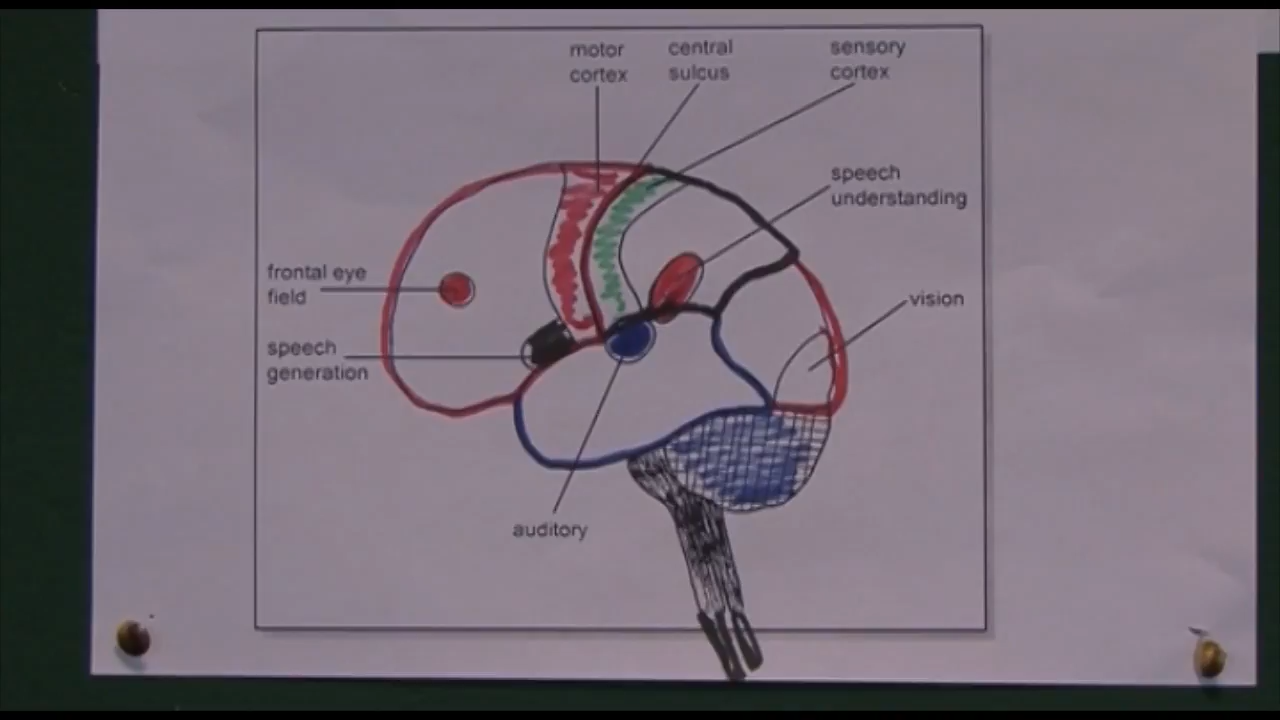 motor
cortex
central
sulcus
sensory
cortex
speech
understanding
frontal eye
field
vision
speech
generation
auditory